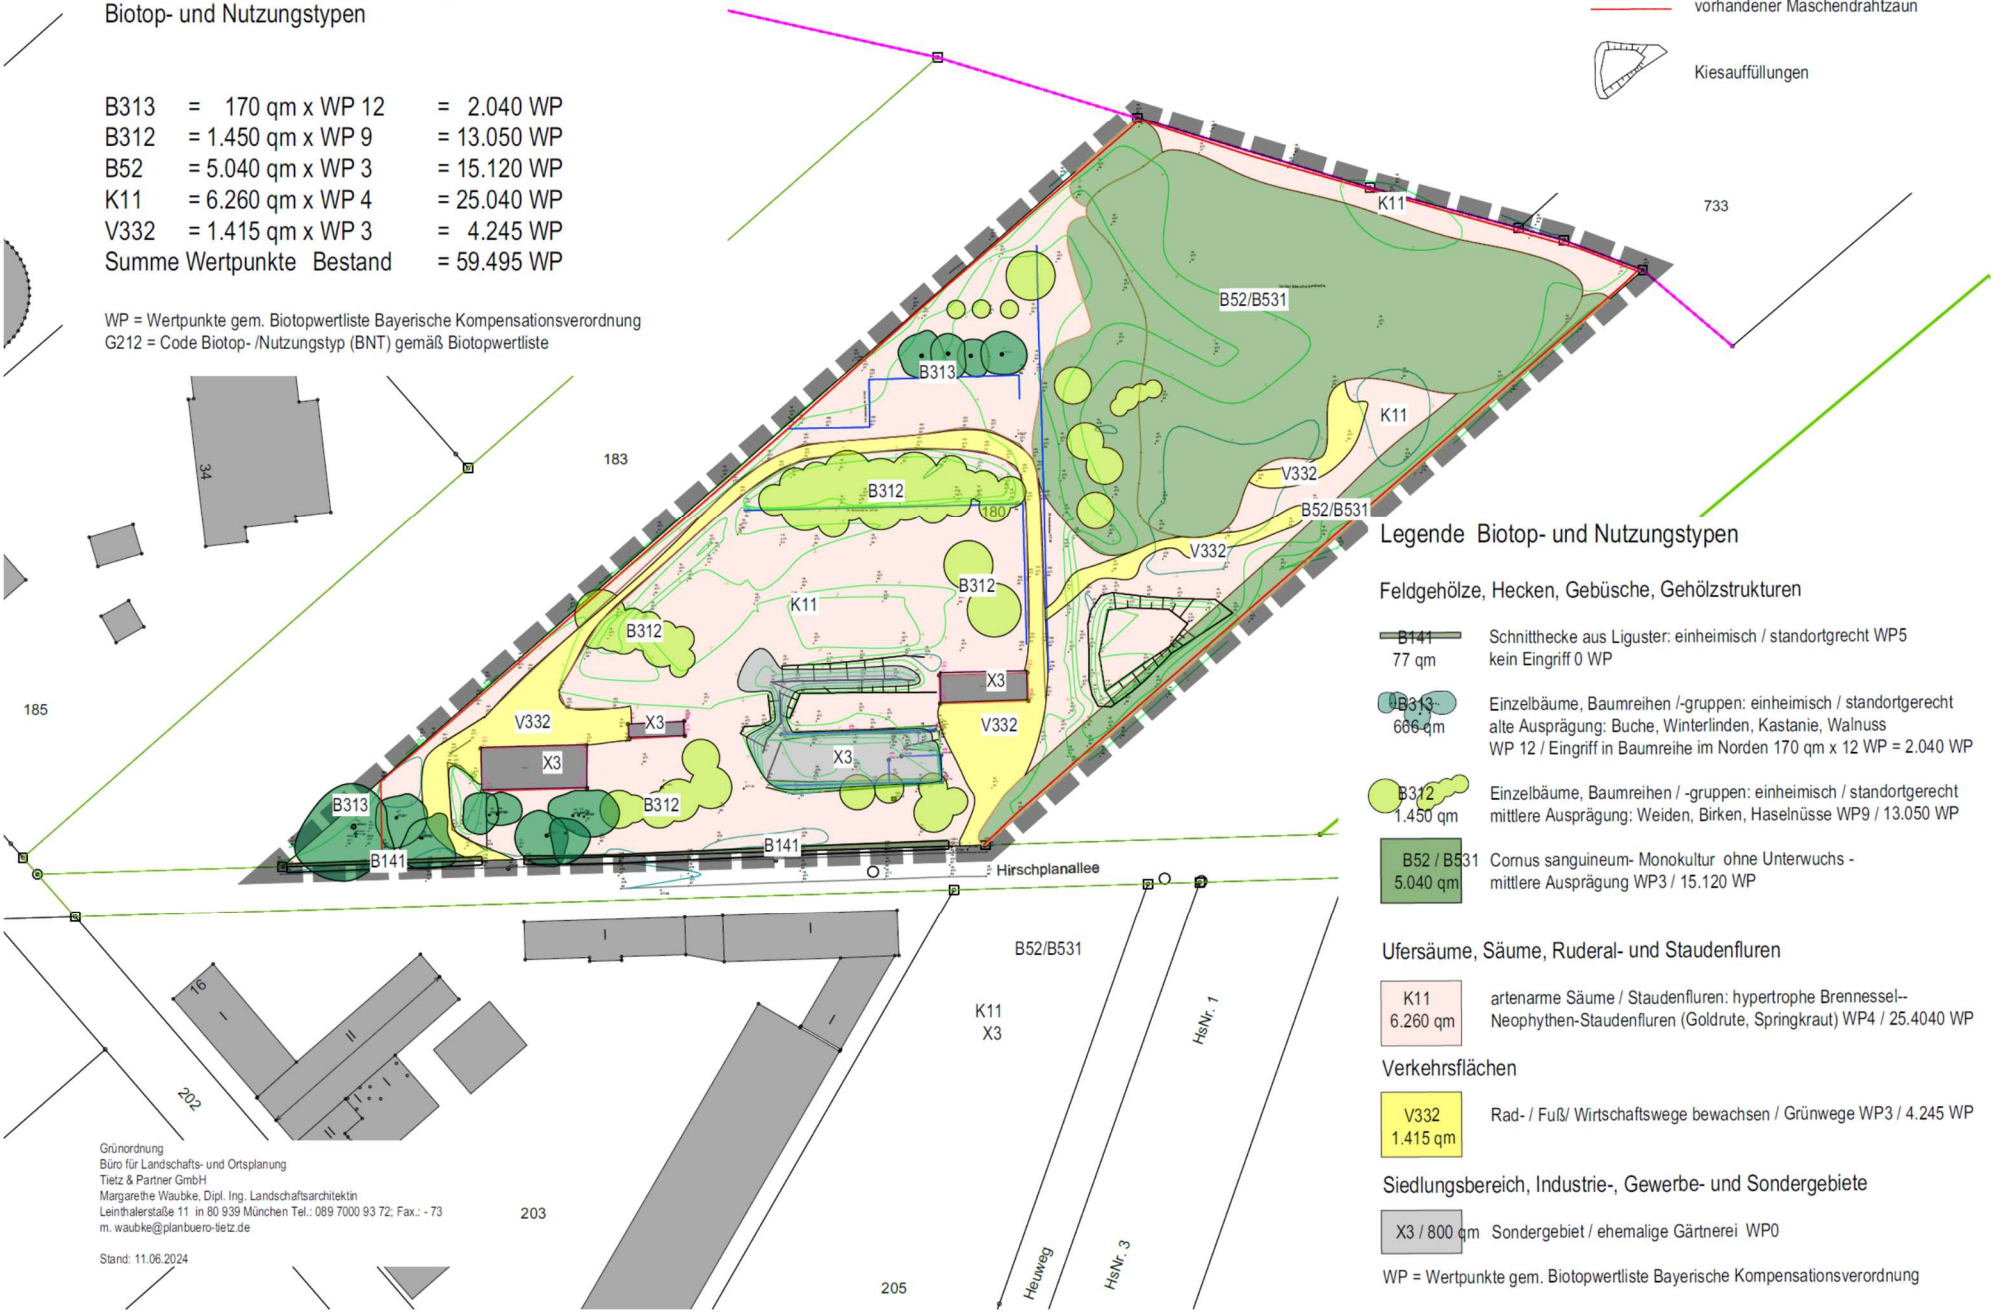 Biotop- und Nutzungstypen
B313 = 170 qm x WP 12 = 2.040 WP
B312 = 1.450 qm x WP 9 = 13.050 WP
B52 = 5.040 qm x WP 3 = 15.120 WP
K11 = 6.260 qm x WP 4 = 25.040 WP
V332 = 1.415 qm x WP 3 = 4.245 WP
Summe Wertpunkte Bestand = 59.495 WP
WP = Wertpunkte gem. Biotopwertliste Bayerische Kompensationsverordnung
G212 = Code Biotop- /Nutzungstyp (BNT) gemäß Biotopwertliste
vorhandener Maschendrahtzaun
Kiesauffüllungen
733
K11
B52/B531
B313
K11
183
34
B312
180
V332
B52/B531
V332
B312
K11
B312
X3
185
V332
X3
V332
X3
X3
B313
B312
B141
B141
Hirschplanallee
I
I
B52/B531
16
I
II
K11
X3
I
HsNr. 1
I
I
202
II
203
205
Heuweg
HsNr. 3
Legende Biotop- und Nutzungstypen
Feldgehölze, Hecken, Gebüsche, Gehölzstrukturen
B141
77 qm
Schnitthecke aus Liguster: einheimisch / standortgrecht WP5
kein Eingriff 0 WP
B313
666 qm
Einzelbäume, Baumreihen /-gruppen: einheimisch / standortgerecht
alte Ausprägung: Buche, Winterlinden, Kastanie, Walnuss
WP 12 / Eingriff in Baumreihe im Norden 170 qm x 12 WP = 2.040 WP
B312
1.450 qm
Einzelbäume, Baumreihen / -gruppen: einheimisch / standortgerecht
mittlere Ausprägung: Weiden, Birken, Haselnüsse WP9 / 13.050 WP
B52 / B531
5.040 qm
Cornus sanguineum- Monokultur ohne Unterwuchs -
mittlere Ausprägung WP3 / 15.120 WP
Ufersäume, Säume, Ruderal- und Staudenfluren
K11
6.260 qm
artenarme Säume / Staudenfluren: hypertrophe Brennessel--
Neophythen-Staudenfluren (Goldrute, Springkraut) WP4 / 25.4040 WP
Verkehrsflächen
V332
1.415 qm
Rad- / Fuß/ Wirtschaftswege bewachsen / Grünwege WP3 / 4.245 WP
Siedlungsbereich, Industrie-, Gewerbe- und Sondergebiete
X3 / 800 qm
Sondergebiet / ehemalige Gärtnerei WP0
WP = Wertpunkte gem. Biotopwertliste Bayerische Kompensationsverordnung
Grünordnung
Büro für Landschafts- und Ortsplanung
Tietz & Partner GmbH
Margarethe Waubke, Dipl. Ing. Landschaftsarchitektin
Leinthalerstaße 11 in 80 939 München Tel.: 089 7000 93 72; Fax.: - 73
m. waubke@planbuero-tietz.de
Stand: 11.06.2024